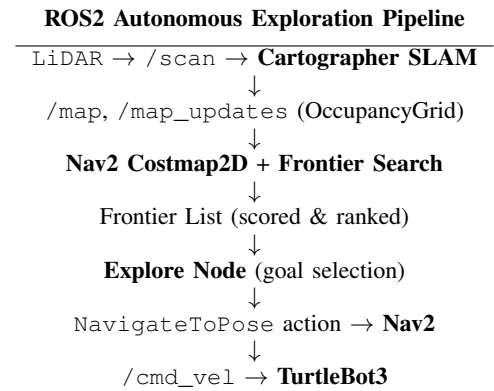 ROS2 Autonomous Exploration Pipeline
LiDAR → /scan → Cartographer SLAM
↓
/map, /map_updates (OccupancyGrid)
↓
Nav2 Costmap2D + Frontier Search
↓
Frontier List (scored & ranked)
↓
Explore Node (goal selection)
↓
NavigateToPose action → Nav2
↓
/cmd_vel → TurtleBot3